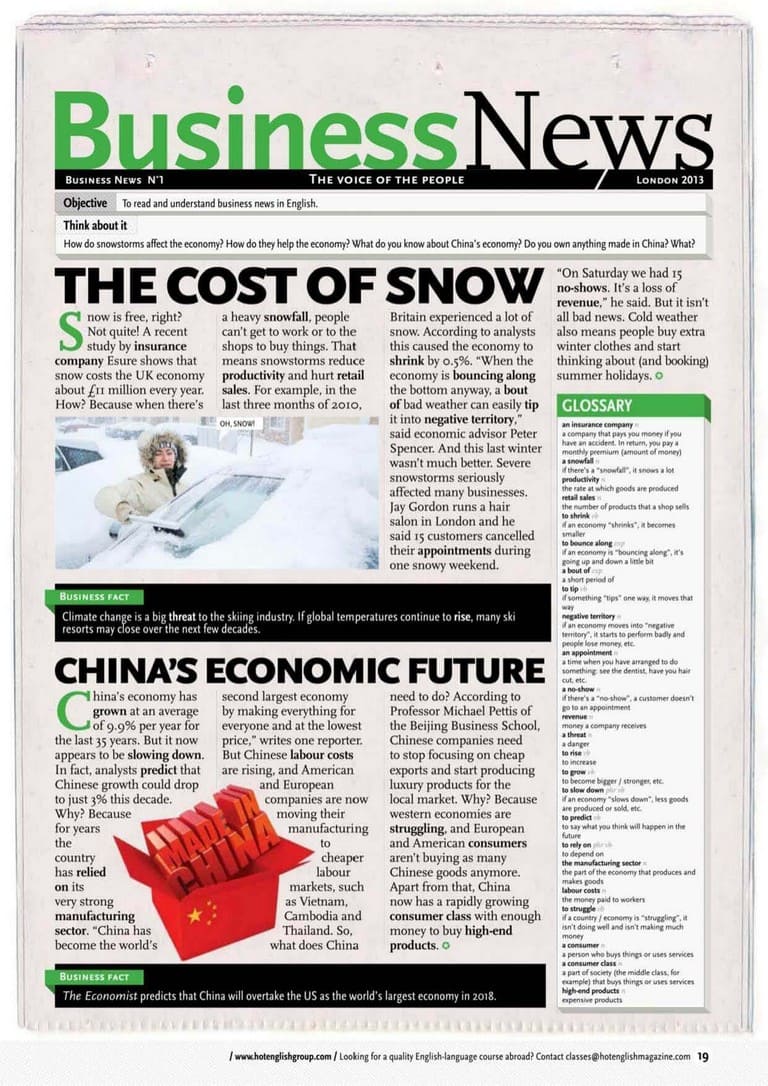 BusinessNews
BUSINESS NEWS N°1
THE VOICE OF THE PEOPLE
LONDON 2013
Objective To read and understand business news in English.
Think about it
How do snowstorms affect the economy? How do they help the economy? What do you know about China's economy? Do you own anything made in China? What?
THE COST OF SNOW
Snow is free, right?
Not quite! A recent
study by insurance
company Esure shows that
snow costs the UK economy
about £11 million every year.
How? Because when there's
a heavy snowfall, people
can't get to work or to the
shops to buy things. That
means snowstorms reduce
productivity and hurt retail
sales. For example, in the
last three months of 2010,
OH, SNOW!
Britain experienced a lot of
snow. According to analysts
this caused the economy to
shrink by 0.5%. "When the
economy is bouncing along
the bottom anyway, a bout
of bad weather can easily tip
it into negative territory,"
said economic advisor Peter
Spencer. And this last winter
wasn't much better. Severe
snowstorms seriously
affected many businesses.
Jay Gordon runs a hair
salon in London and he
said 15 customers cancelled
their appointments during
one snowy weekend.
"On Saturday we had 15
no-shows. It's a loss of
revenue," he said. But it isn't
all bad news. Cold weather
also means people buy extra
winter clothes and start
thinking about (and booking)
summer holidays.
BUSINESS FACT
Climate change is a big threat to the skiing industry. If global temperatures continue to rise, many ski
resorts may close over the next few decades.
CHINA'S ECONOMIC FUTURE
China's economy has
grown at an average
of 9.9% per year for
the last 35 years. But it now
appears to be slowing down.
In fact, analysts predict that
Chinese growth could drop
to just 3% this decade.
Why? Because
for years
the
country
has relied
on its
very strong
manufacturing
sector. "China has
become the world's
second largest economy
by making everything for
everyone and at the lowest
price," writes one reporter.
But Chinese labour costs
are rising, and American
and European
companies are now
moving their
manufacturing
to
cheaper
labour
markets, such
as Vietnam,
Cambodia and
Thailand. So,
what does China
MADE IN
CHINA
need to do? According to
Professor Michael Pettis of
the Beijing Business School,
Chinese companies need
to stop focusing on cheap
exports and start producing
luxury products for the
local market. Why? Because
western economies are
struggling, and European
and American consumers
aren't buying as many
Chinese goods anymore.
Apart from that, China
now has a rapidly growing
consumer class with enough
money to buy high-end
products.
BUSINESS FACT
The Economist predicts that China will overtake the US as the world's largest economy in 2018.
GLOSSARY
an insurance company n
a company that pays you money if you
have an accident. In return, you pay a
monthly premium (amount of money)
a snowfall n
if there's a "snowfall", it snows a lot
productivity n
the rate at which goods are produced
retail sales n
the number of products that a shop sells
to shrink vb
if an economy "shrinks", it becomes
smaller
to bounce along exp
if an economy is "bouncing along", it's
going up and down a little bit
a bout of exp
a short period of
to tip vb
if something "tips" one way, it moves that
way
negative territory n
if an economy moves into "negative
territory", it starts to perform badly and
people lose money, etc.
an appointment n
a time when you have arranged to do
something: see the dentist, have you hair
cut, etc.
a no-show n
if there's a "no-show", a customer doesn't
go to an appointment
revenue n
money a company receives
a threat n
a danger
to rise vb
to increase
to grow vb
to become bigger / stronger, etc.
to slow down phr vb
if an economy "slows down", less goods
are produced or sold, etc.
to predict vb
to say what you think will happen in the
future
to rely on phr vb
to depend on
the manufacturing sector n
the part of the economy that produces and
makes goods
labour costs n
the money paid to workers
to struggle vb
if a country / economy is "struggling", it
isn't doing well and isn't making much
money
a consumer n
a person who buys things or uses services
a consumer class n
a part of society (the middle class, for
example) that buys things or uses services
high-end products n
expensive products
/ www.hotenglishgroup.com / Looking for a quality English-language course abroad? Contact classes@hotenglishmagazine.com 19